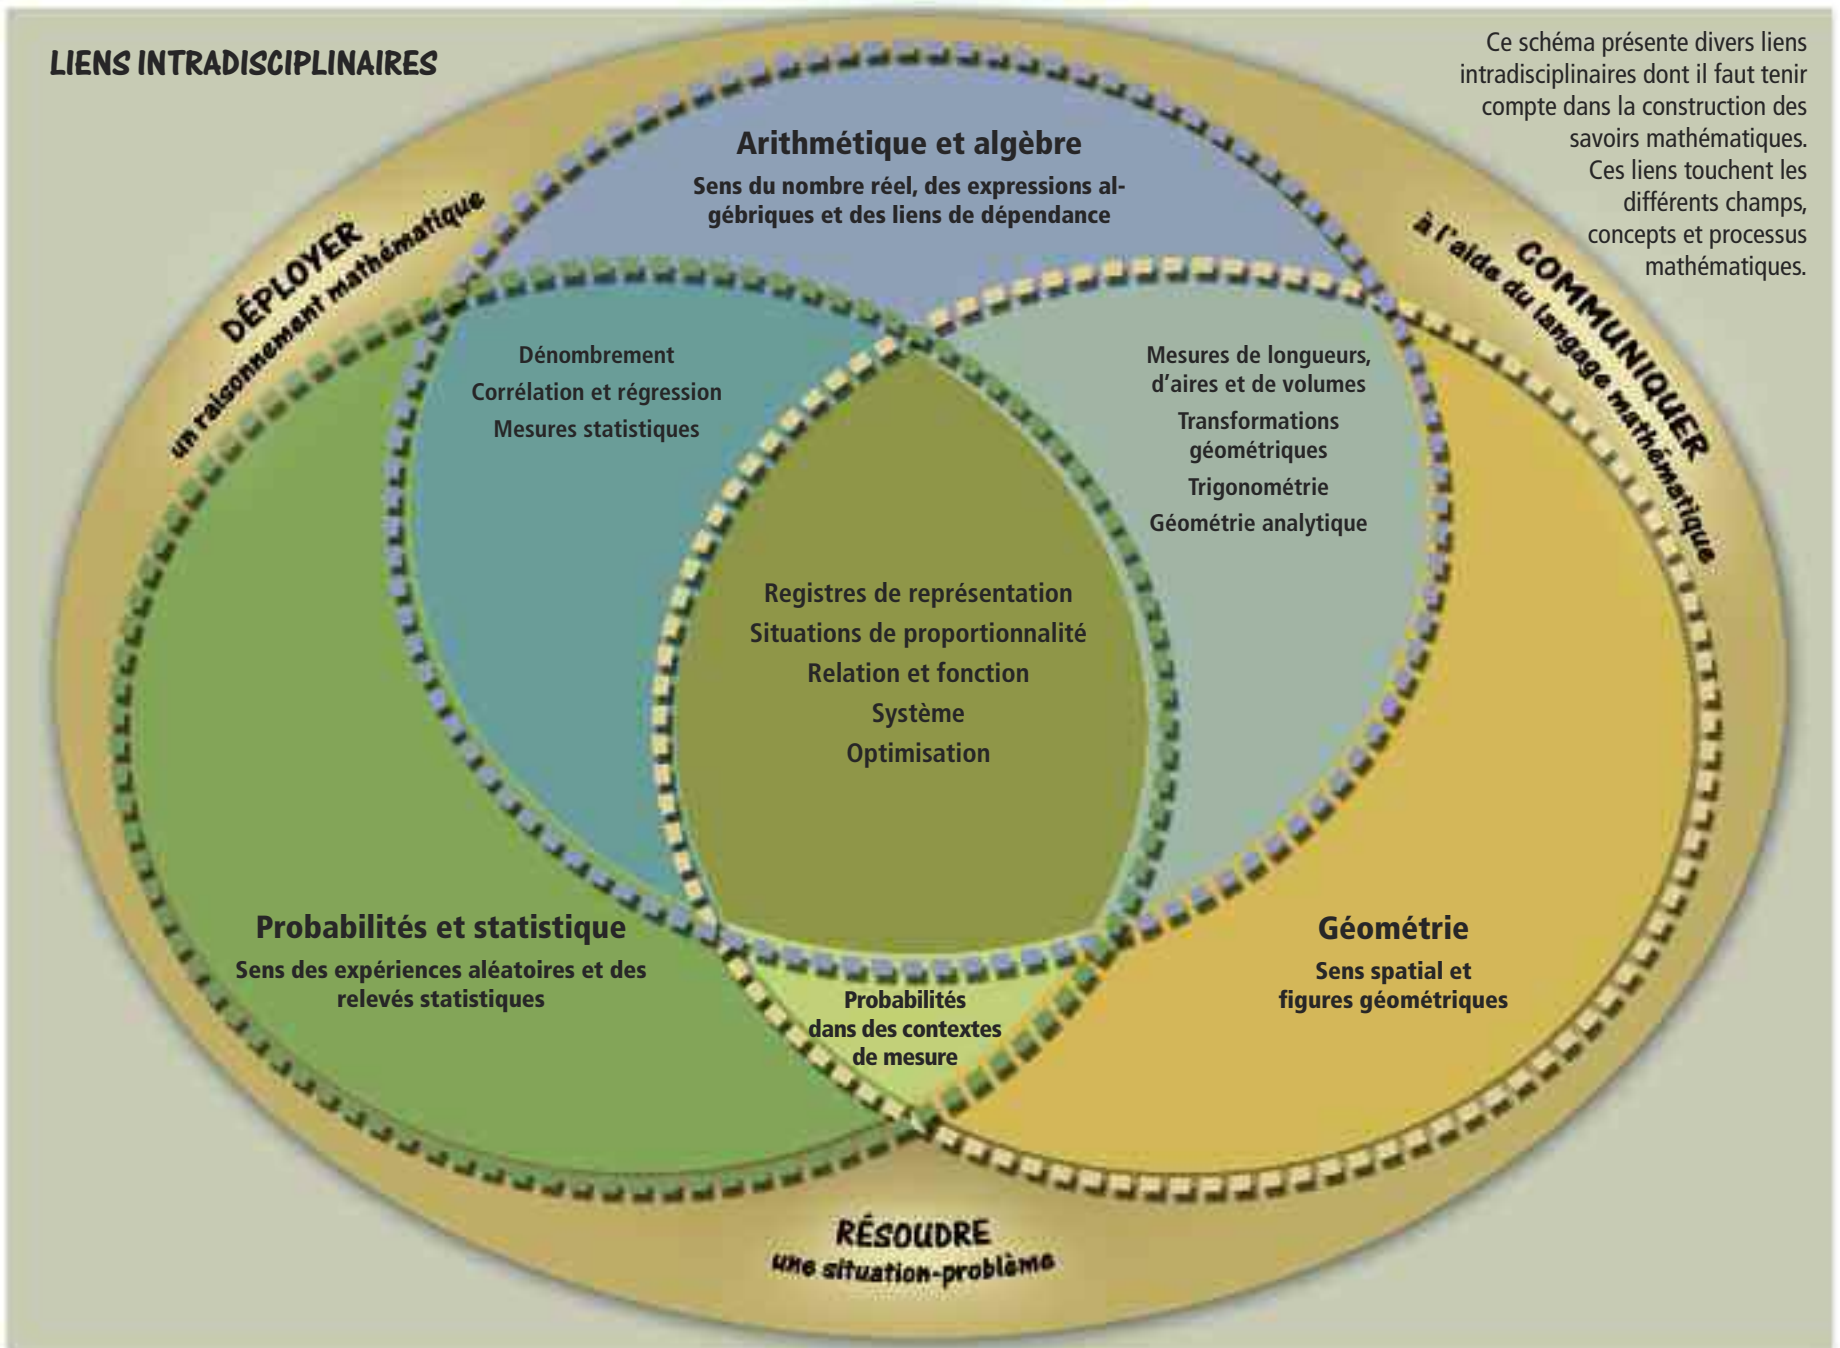 LIENS INTRADISCIPLINAIRES
Ce schéma présente divers liens
intradisciplinaires dont il faut tenir
compte dans la construction des
savoirs mathématiques.
Ces liens touchent les
différents champs,
concepts et processus
mathématiques.
DÉPLOYER
un raisonnement mathématique
COMMUNIQUER
à l'aide du langage mathématique
Arithmétique et algèbre
Sens du nombre réel, des expressions al-
gébriques et des liens de dépendance
Dénombrement
Corrélation et régression
Mesures statistiques
Mesures de longueurs,
d'aires et de volumes
Transformations
géométriques
Trigonométrie
Géométrie analytique
Registres de représentation
Situations de proportionnalité
Relation et fonction
Système
Optimisation
Probabilités et statistique
Sens des expériences aléatoires et des
relevés statistiques
Géométrie
Sens spatial et
figures géométriques
Probabilités
dans des contextes
de mesure
RÉSOUDRE
une situation-problème